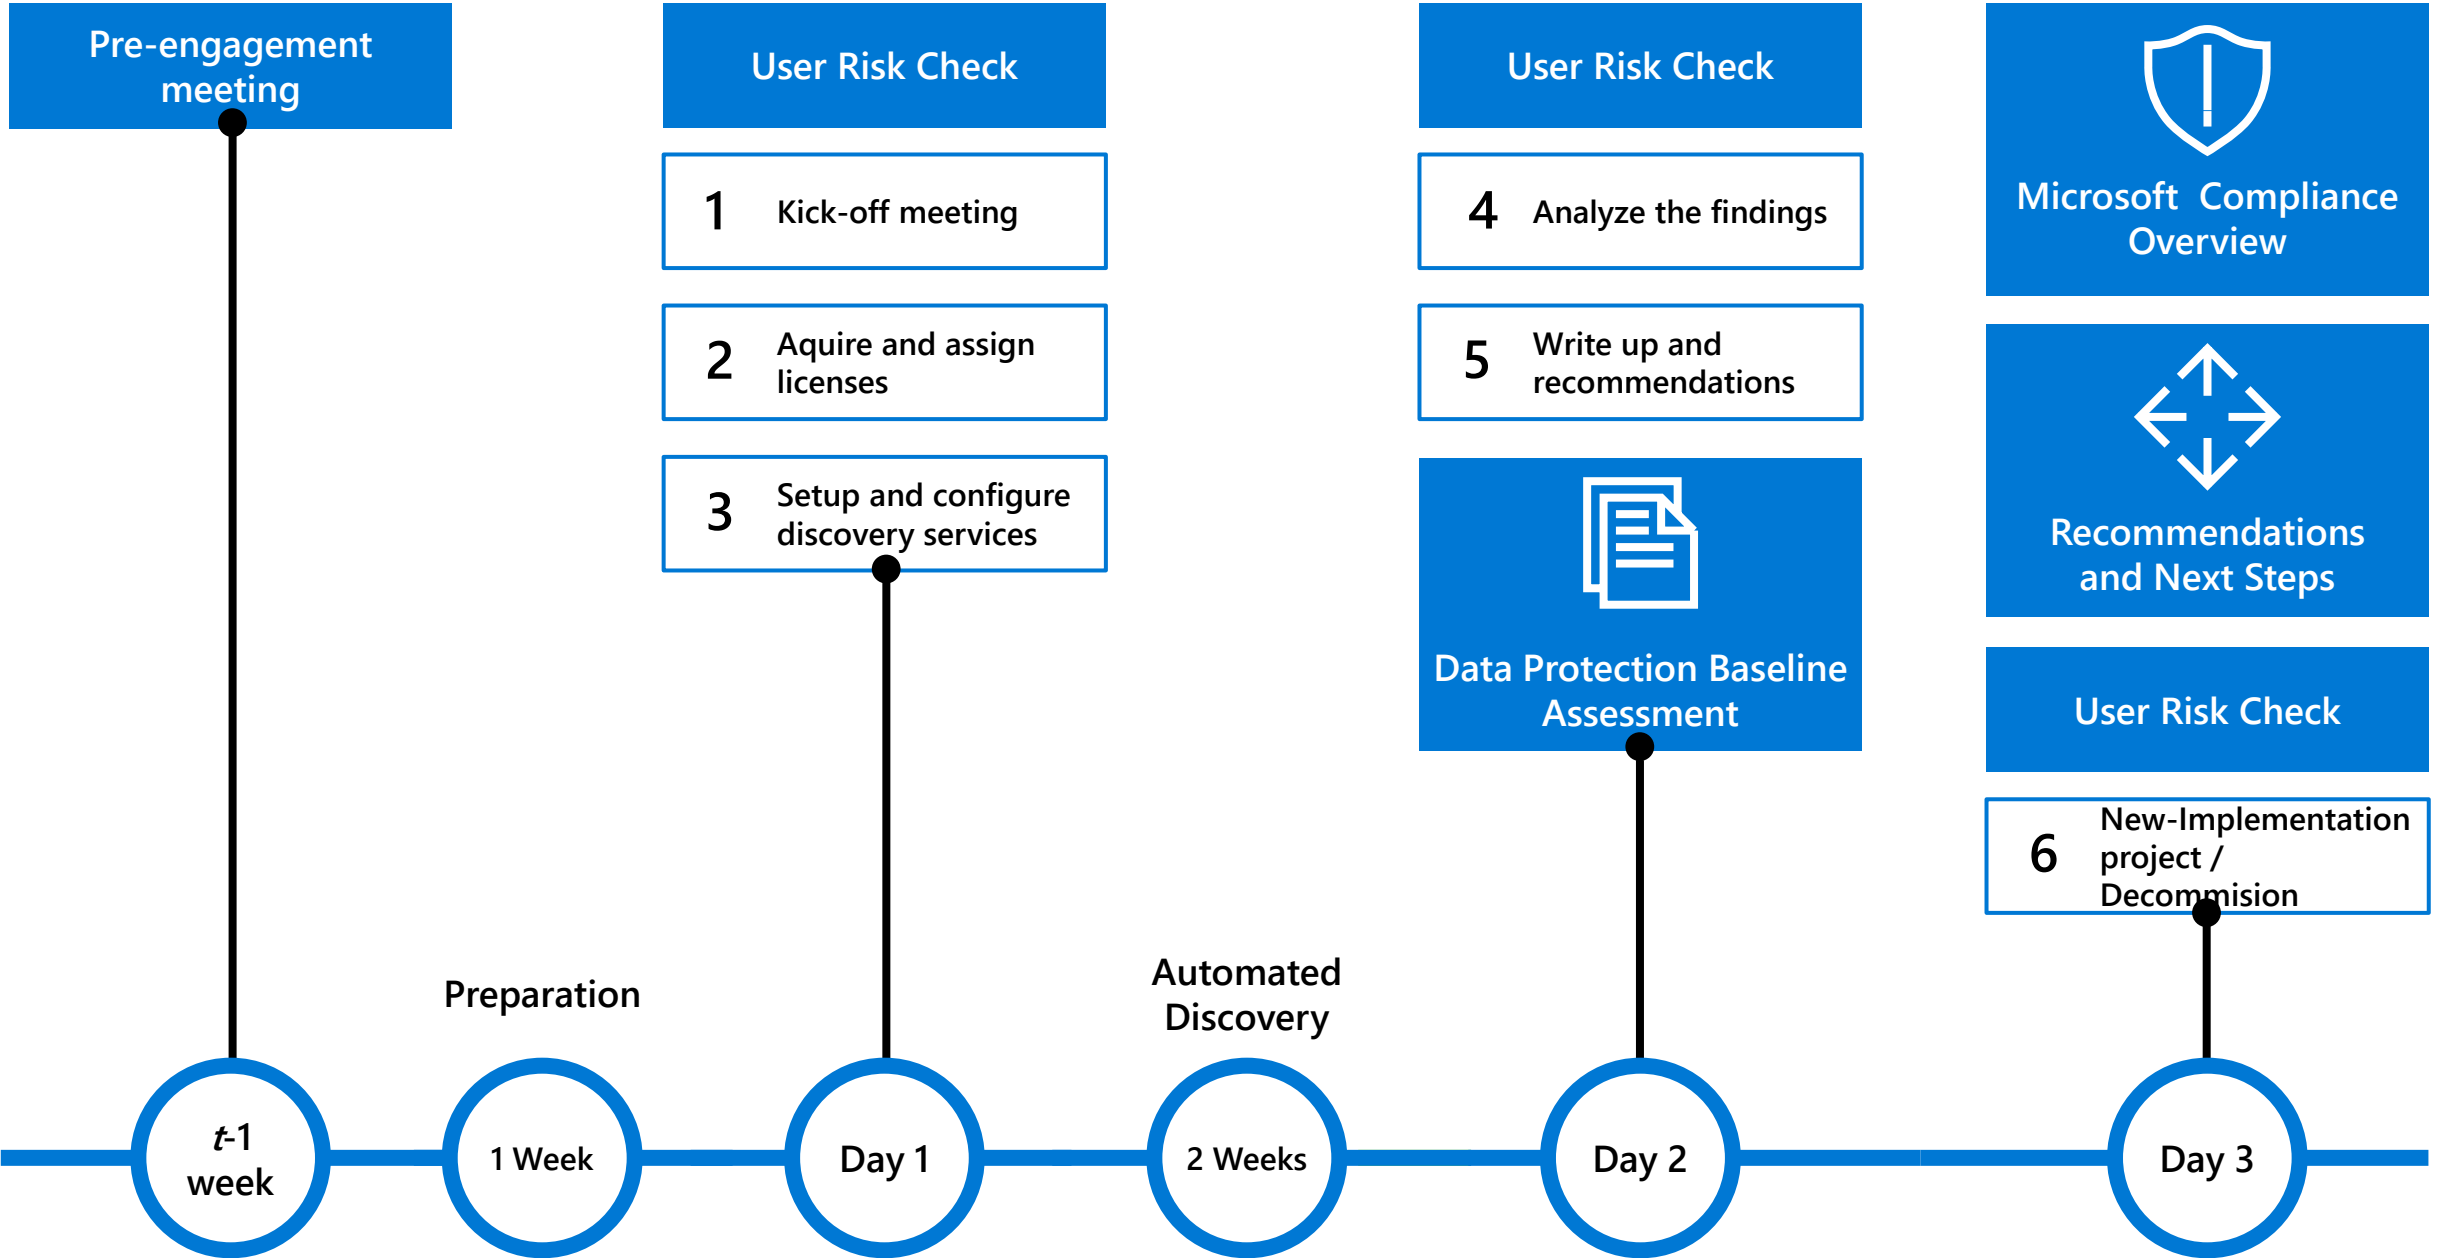 Pre-engagement
meeting
User Risk Check
1
Kick-off meeting
2
Aquire and assign
licenses
3
Setup and configure
discovery services
User Risk Check
4
Analyze the findings
5
Write up and
recommendations
Data Protection Baseline
Assessment
Microsoft  Compliance
Overview
Recommendations
and Next Steps
User Risk Check
6
New-Implementation
project /
Decommision
Preparation
Automated
Discovery
t-1
week
1 Week
Day 1
2 Weeks
Day 2
Day 3